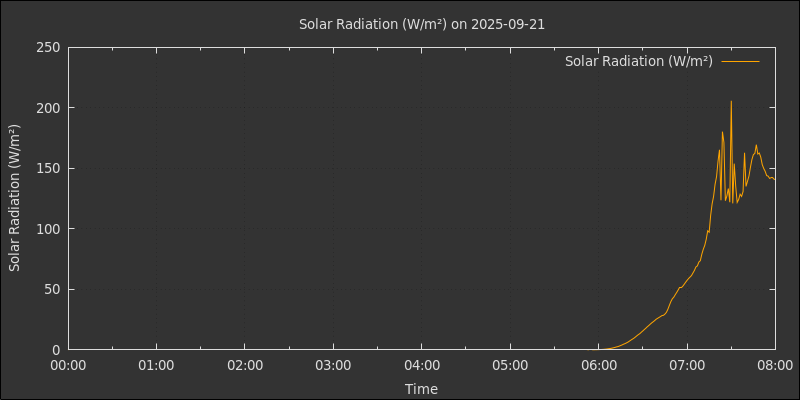 Solar Radiation (W/m²) on 2025-09-21
Solar Radiation (W/m²)
250
200
150
100
50
0
Solar Radiation (W/m²)
00:00 01:00 02:00 03:00 04:00 05:00 06:00 07:00 08:00
Time